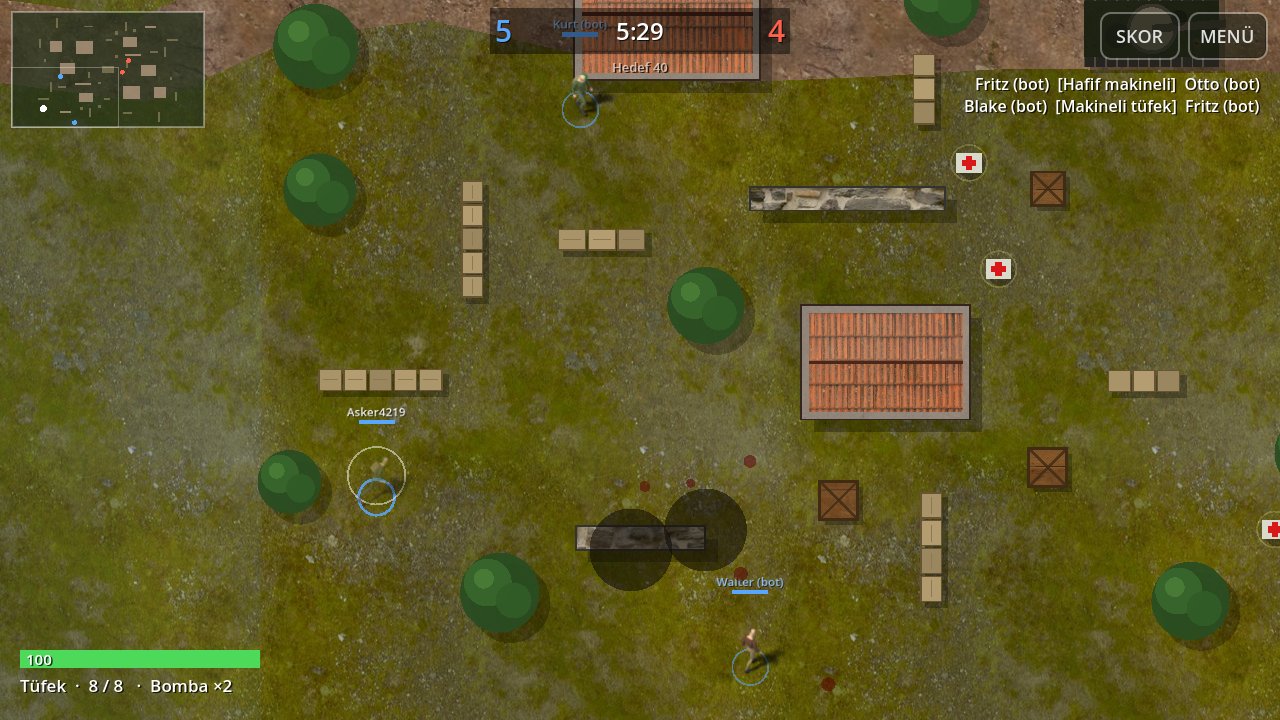 5
Kurt (bot)
5:29
4
Hedef 40
SKOR
MENÜ
Fritz (bot) [Hafif makineli] Otto (bot)
Blake (bot) [Makineli tüfek] Fritz (bot)
Asker4219
Walter (bot)
100
Tüfek · 8 / 8 · Bomba ×2